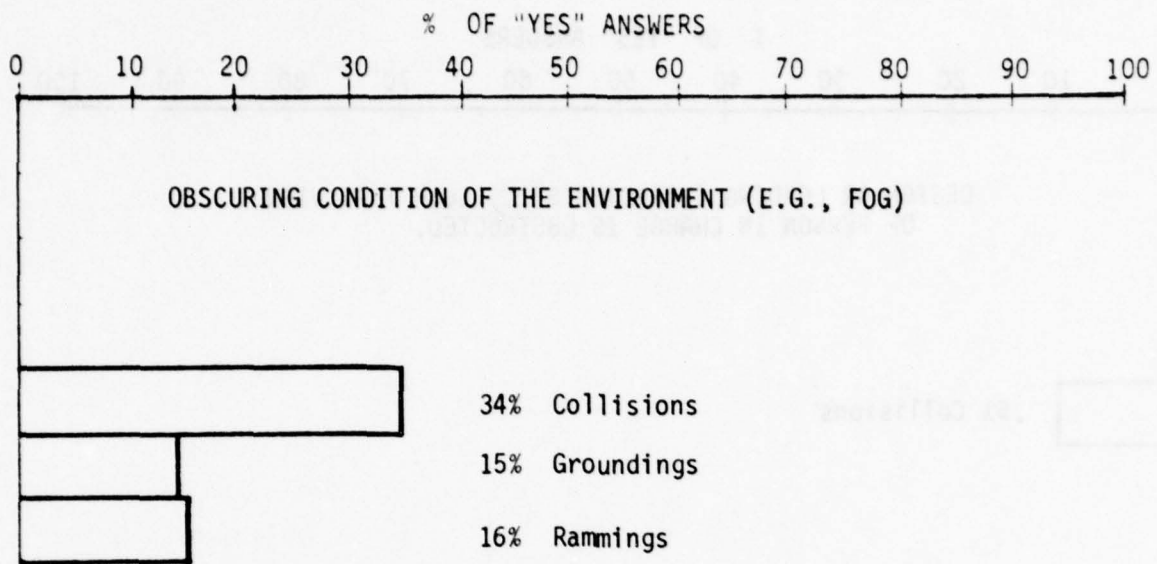 % OF "YES" ANSWERS
0 10 20 30 40 50 60 70 80 90 100
OBSCURING CONDITION OF THE ENVIRONMENT (E.G., FOG)
34% Collisions
15% Groundings
16% Rammings